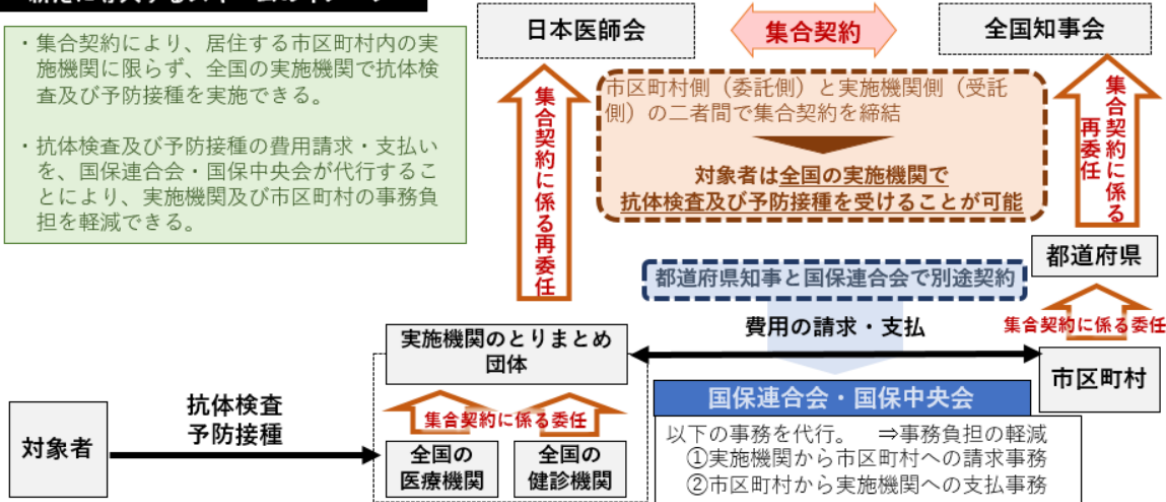 ・集合契約により、居住する市区町村内の実
施機関に限らず、全国の実施機関で抗体検
査及び予防接種を実施できる。
・抗体検査及び予防接種の費用請求・支払い
を、国保連合会・国保中央会が代行するこ
とにより、実施機関及び市区町村の事務負
担を軽減できる。
日本医師会
集合契約
全国知事会
市区町村側（委託側）と実施機関側（受託
側）の二者間で集合契約を締結
対象者は全国の実施機関で
抗体検査及び予防接種を受けることが可能
集合契約に係る再委任
集合契約に係る
再委任
都道府県
都道府県知事と国保連合会で別途契約
集合契約に係る委任
費用の請求・支払
実施機関のとりまとめ
団体
市区町村
集合契約に係る委任
全国の
医療機関
全国の
健診機関
対象者
抗体検査
予防接種
国保連合会・国保中央会
以下の事務を代行。　⇒事務負担の軽減
①実施機関から市区町村への請求事務
②市区町村から実施機関への支払事務